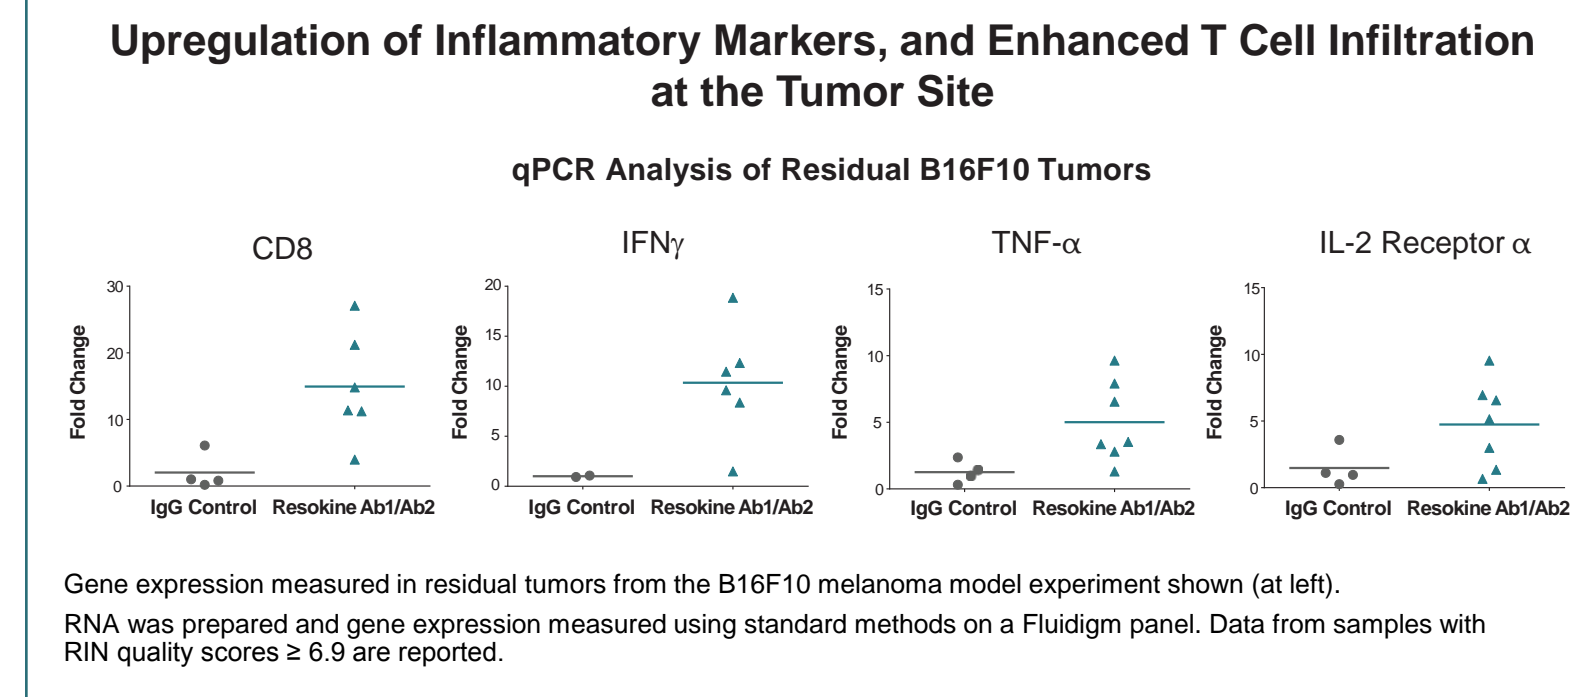 Upregulation of Inflammatory Markers, and Enhanced T Cell Infiltration
at the Tumor Site
qPCR Analysis of Residual B16F10 Tumors
CD8
Fold Change
30
20
10
0
IgG Control
Resokine Ab1/Ab2
IFNγ
Fold Change
20
15
10
5
0
IgG Control
Resokine Ab1/Ab2
TNF-α
Fold Change
15
10
5
0
IgG Control
Resokine Ab1/Ab2
IL-2 Receptor α
Fold Change
15
10
5
0
IgG Control
Resokine Ab1/Ab2
Gene expression measured in residual tumors from the B16F10 melanoma model experiment shown (at left).
RNA was prepared and gene expression measured using standard methods on a Fluidigm panel. Data from samples with
RIN quality scores ≥ 6.9 are reported.